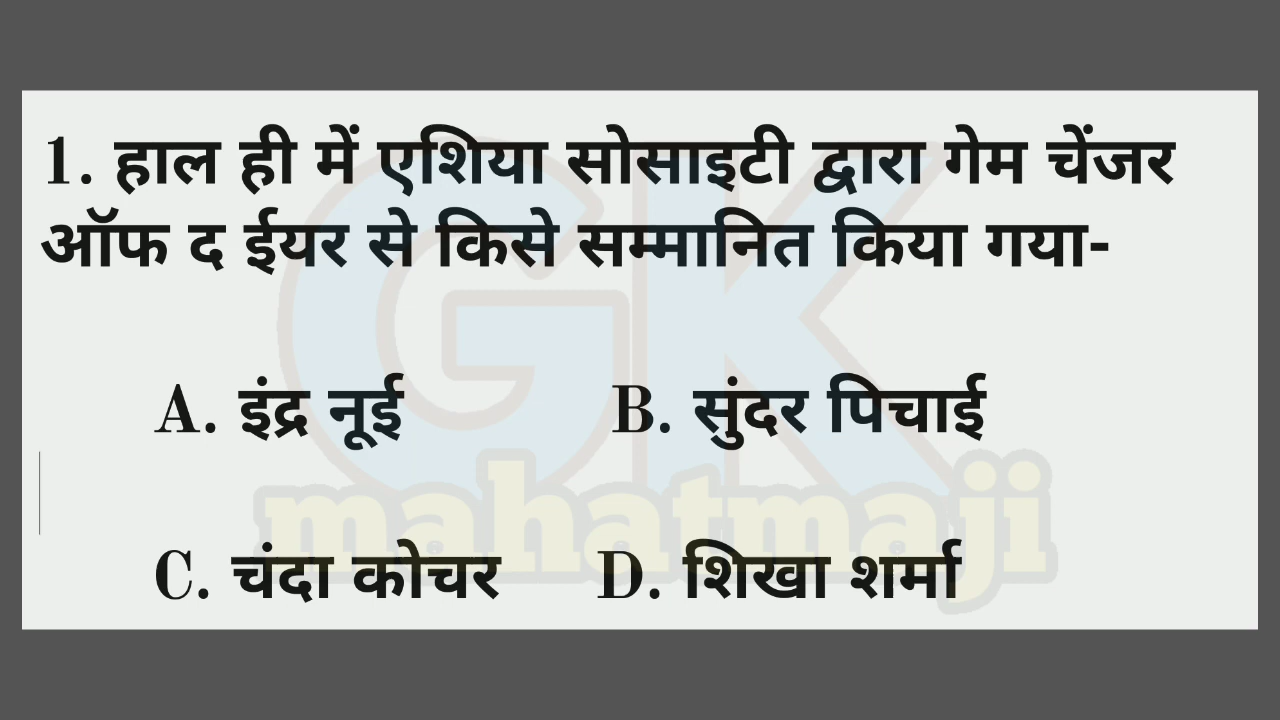 1. हाल ही में एशिया सोसाइटी द्वारा गेम चेंजर
ऑफ द ईयर से किसे सम्मानित किया गया-
A. इंद्र नूई B. सुंदर पिचाई
C. चंदा कोचर D. शिखा शर्मा
GK
mahatmaji